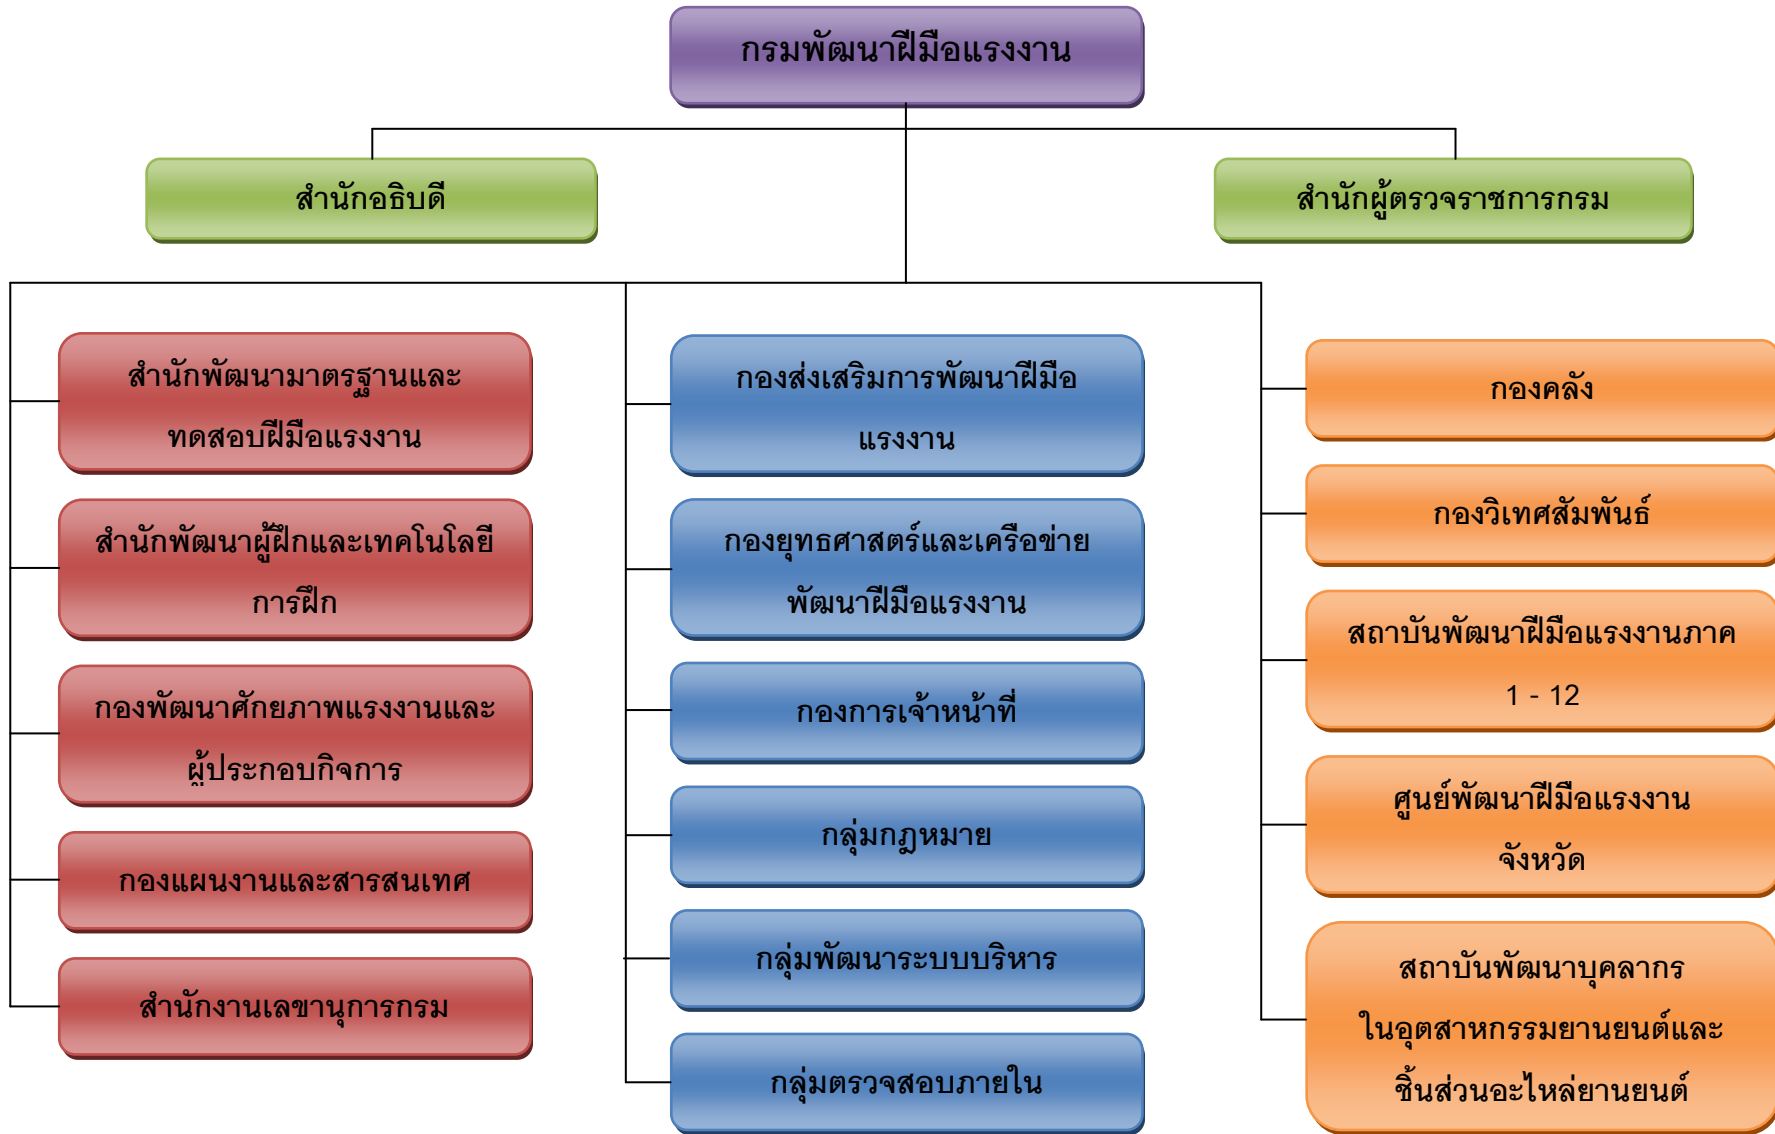 กรมพัฒนาฝีมือแรงงาน
สำนักอธิบดี
สำนักผู้ตรวจราชการกรม
สำนักพัฒนามาตรฐานและ
ทดสอบฝีมือแรงงาน
สำนักพัฒนาผู้ฝึกและเทคโนโลยี
การฝึก
กองพัฒนาศักยภาพแรงงานและ
ผู้ประกอบกิจการ
กองแผนงานและสารสนเทศ
สำนักงานเลขานุการกรม
กองส่งเสริมการพัฒนาฝีมือ
แรงงาน
กองยุทธศาสตร์และเครือข่าย
พัฒนาฝีมือแรงงาน
กองการเจ้าหน้าที่
กลุ่มกฎหมาย
กลุ่มพัฒนาระบบบริหาร
กลุ่มตรวจสอบภายใน
กองคลัง
กองวิเทศสัมพันธ์
สถาบันพัฒนาฝีมือแรงงานภาค
1 - 12
ศูนย์พัฒนาฝีมือแรงงาน
จังหวัด
สถาบันพัฒนาบุคลากร
ในอุตสาหกรรมยานยนต์และ
ชิ้นส่วนอะไหล่ยานยนต์